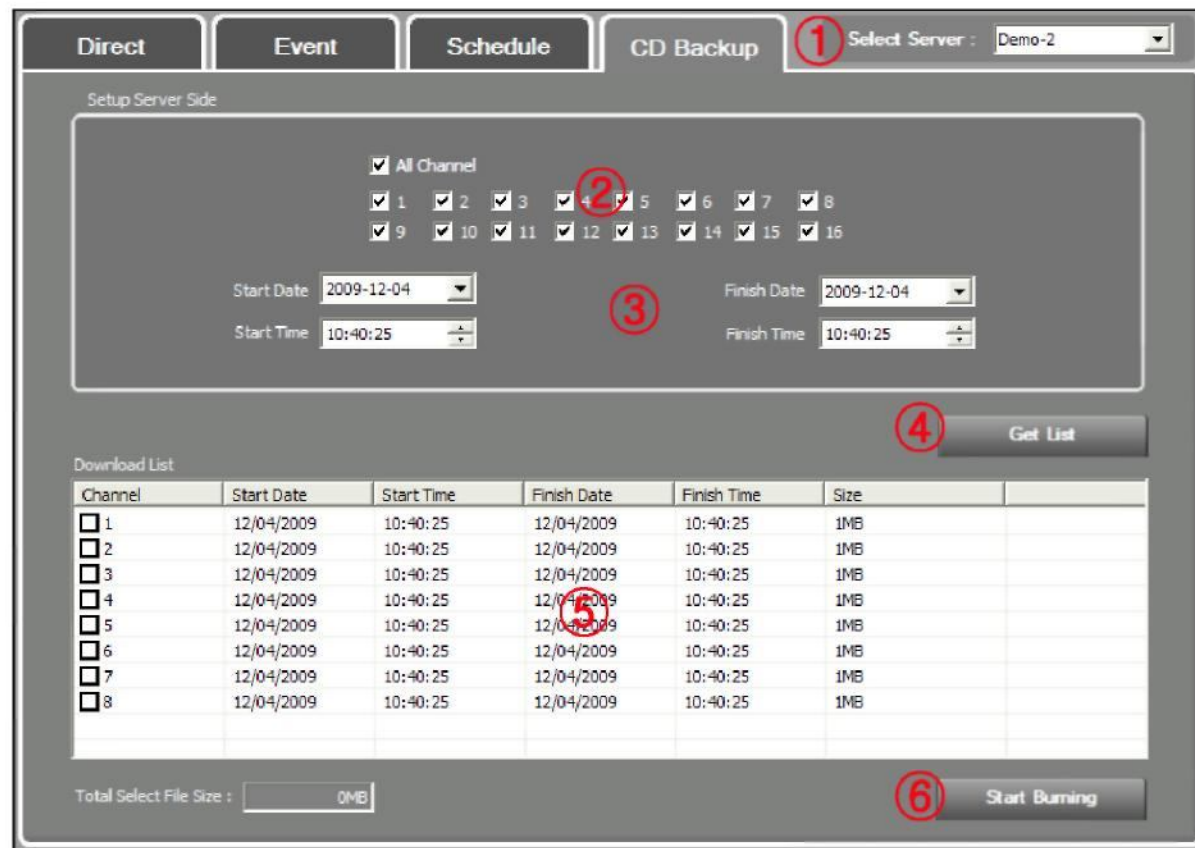 Direct Event Schedule CD Backup ① Select Server : Demo-2
Setup Server Side
All Channel
1 2 3 4 ② 5 6 7 8
9 10 11 12 13 14 15 16
Start Date 2009-12-04 Finish Date 2009-12-04
③
Start Time 10:40:25 Finish Time 10:40:25
④ Get List
Download List
Channel Start Date Start Time Finish Date Finish Time Size
1 12/04/2009 10:40:25 12/04/2009 10:40:25 1MB
2 12/04/2009 10:40:25 12/04/2009 10:40:25 1MB
3 12/04/2009 10:40:25 12/04/2009 10:40:25 1MB
4 12/04/2009 10:40:25 12/04/2009 10:40:25 1MB
⑤
5 12/04/2009 10:40:25 12/04/2009 10:40:25 1MB
6 12/04/2009 10:40:25 12/04/2009 10:40:25 1MB
7 12/04/2009 10:40:25 12/04/2009 10:40:25 1MB
8 12/04/2009 10:40:25 12/04/2009 10:40:25 1MB
Total Select File Size : 0MB ⑥ Start Burning